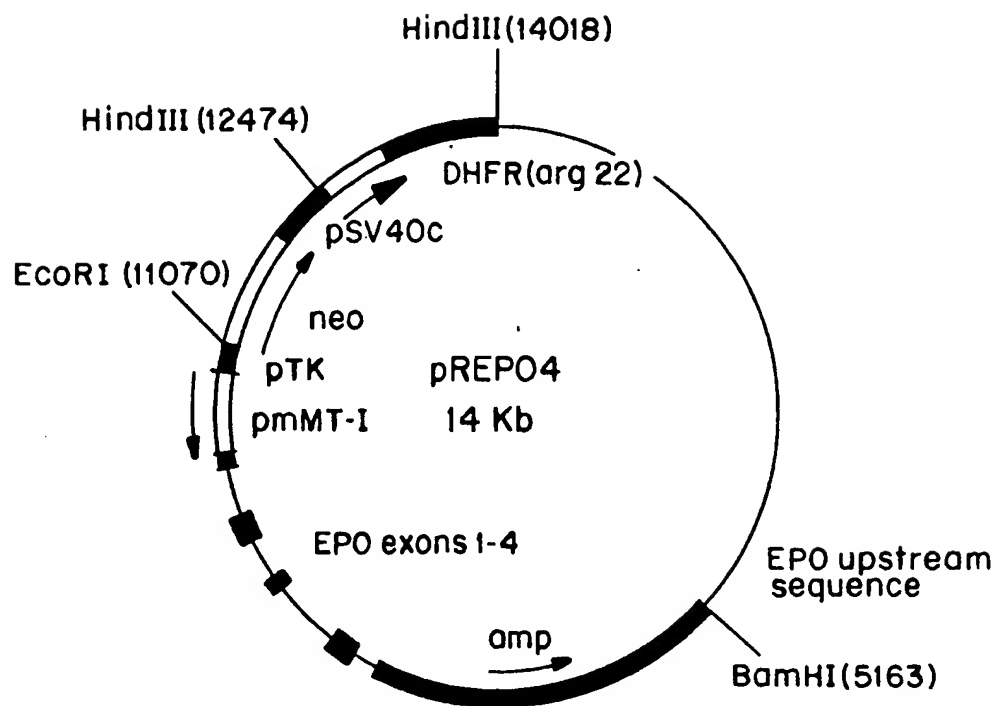 HindIII (14018)
HindIII (12474)
DHFR (arg 22)
pSV40c
EcoRI (11070)
neo
pTK
pREPO4
pmMT-I
14 Kb
EPO exons 1-4
EPO upstream
sequence
amp
BamHI (5163)